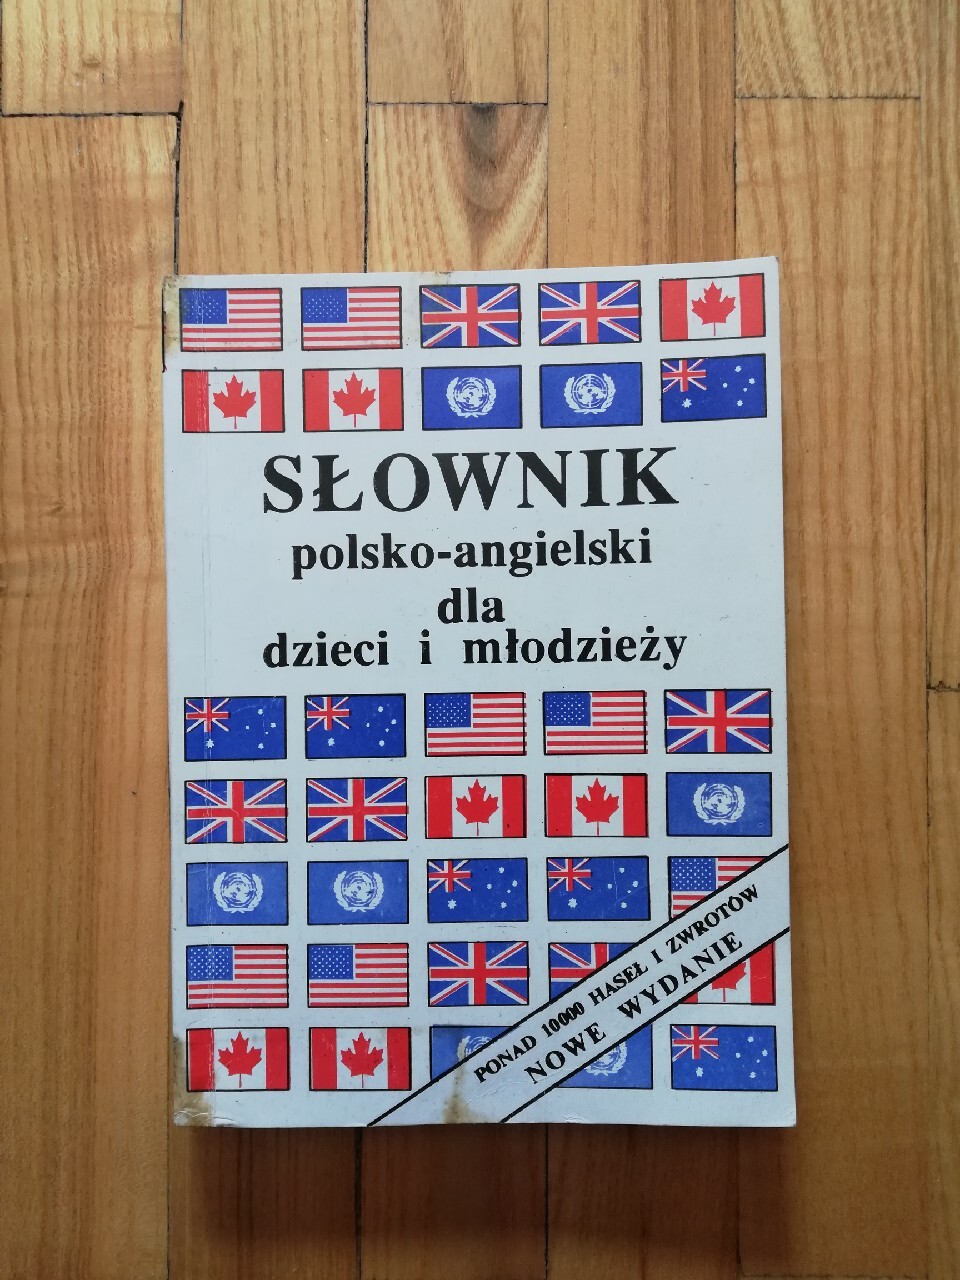 SŁOWNIK
polsko-angielski
dla
dzieci i młodzieży
PONAD 10000 HASEŁ I ZWROTÓW
NOWE WYDANIE